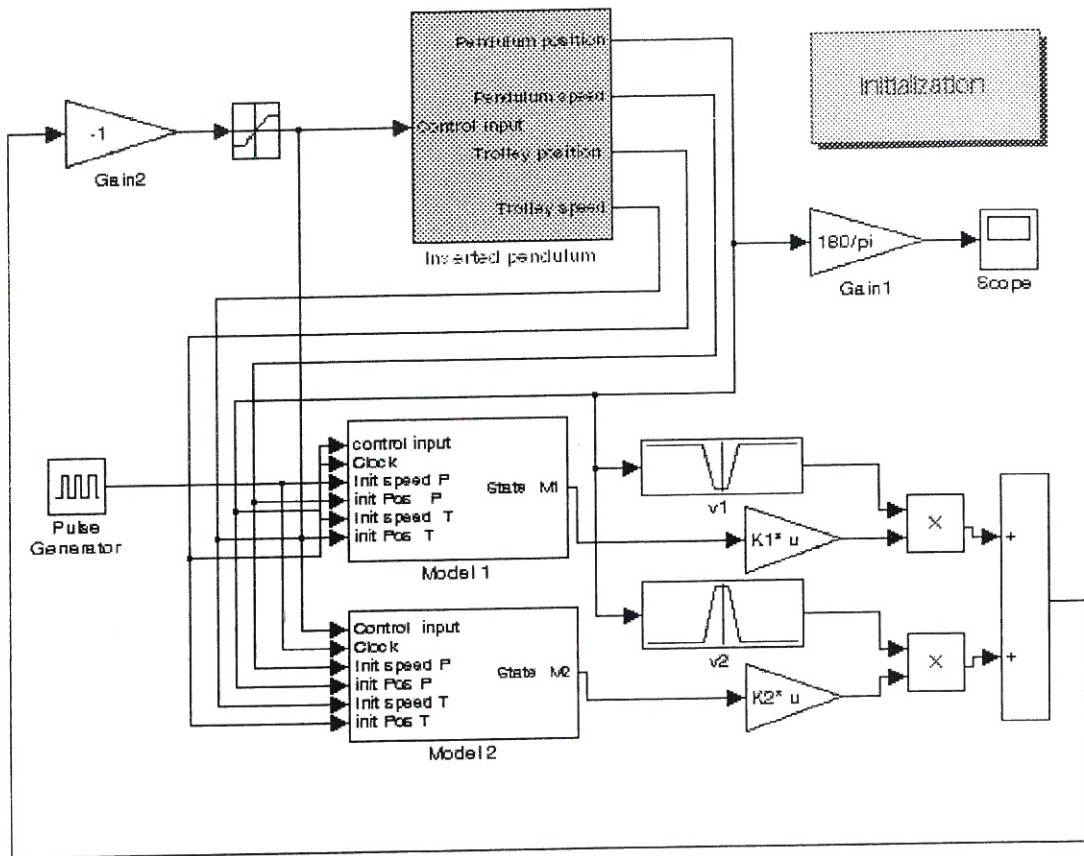 Pendulum position
Pendulum speed
Control input
Trolley position
Trolley speed
Inserted pendulum
Initialization
-1
Gain2
180/pi
Gain1
Scope
Pulse
Generator
control input
Clock
Init speed P
init Pos P
Init speed T
init Pos T
State M1
Model 1
v1
K1* u
×
+
Control input
Clock
Init speed P
init Pos P
Init speed T
init Pos T
State M2
Model 2
v2
K2* u
×
+